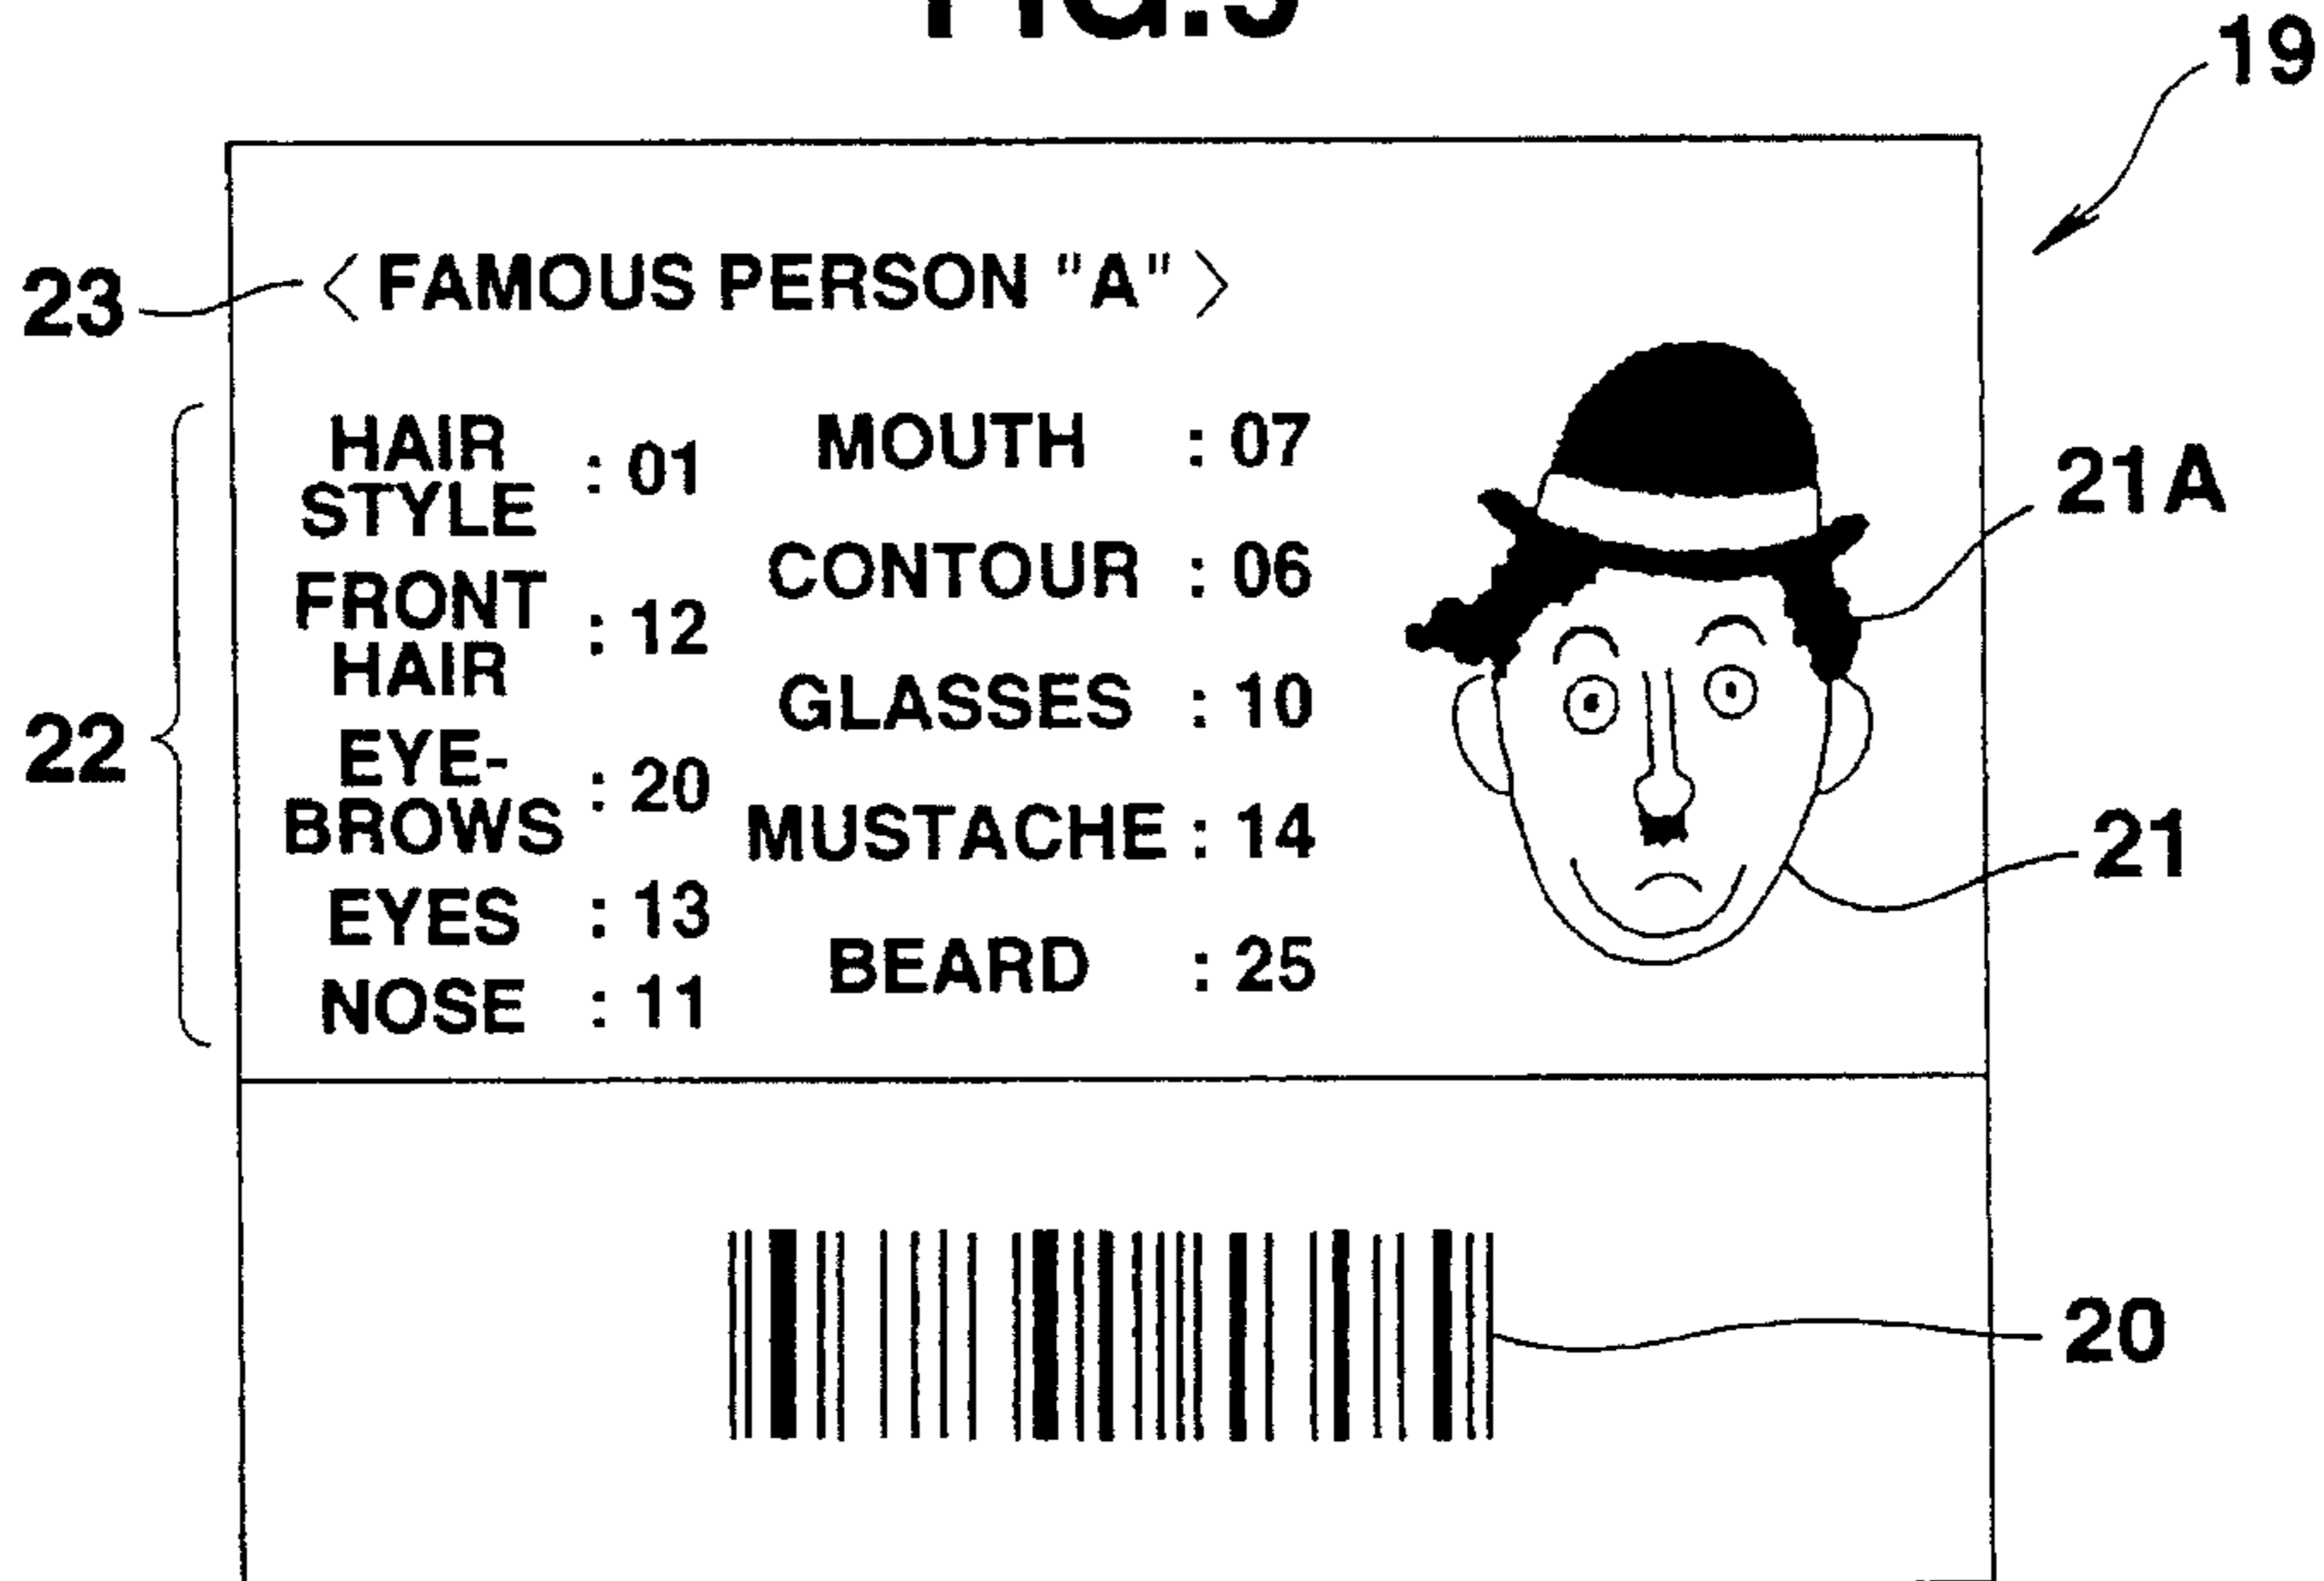 19
23
<FAMOUS PERSON "A">
22
HAIR
STYLE : 01
FRONT
HAIR : 12
EYE-
BROWS : 20
EYES : 13
NOSE : 11
MOUTH : 07
CONTOUR : 06
GLASSES : 10
MUSTACHE : 14
BEARD : 25
21A
21
20